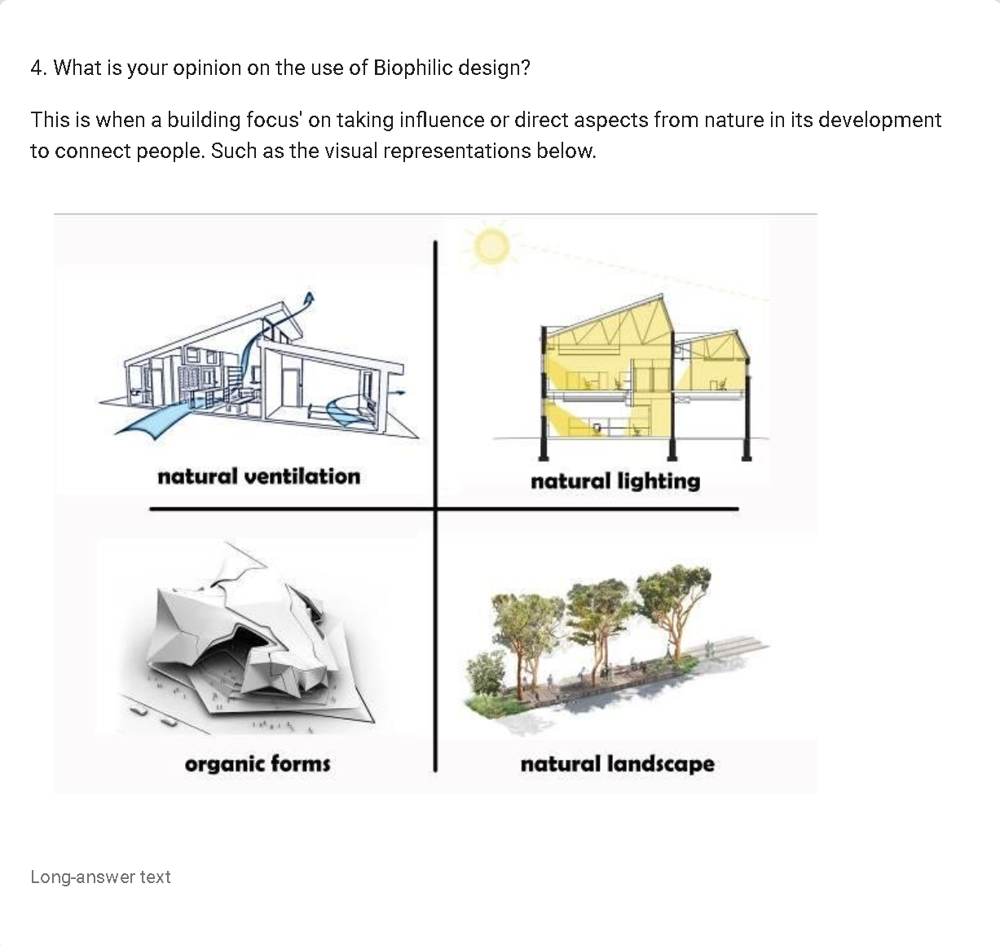 4. What is your opinion on the use of Biophilic design?
This is when a building focus' on taking influence or direct aspects from nature in its development
to connect people. Such as the visual representations below.
natural ventilation
natural lighting
organic forms
natural landscape
Long-answer text